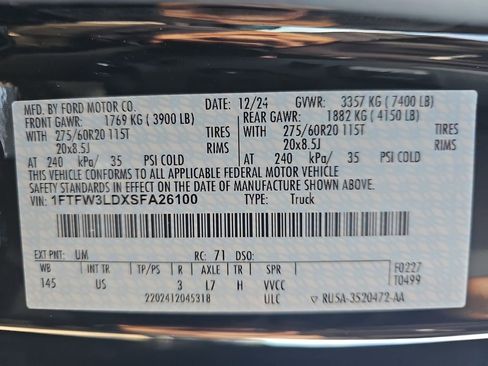 MFD. BY FORD MOTOR CO. DATE: 12/24 GVWR: 3357 KG (7400 LB)
FRONT GAWR: 1769 KG (3900 LB) REAR GAWR: 1882 KG (4150 LB)
WITH 275/60R20 115T TIRES WITH 275/60R20 115T TIRES
20x8.5J RIMS 20x8.5J RIMS
AT 240 kPa/ 35 PSI COLD AT 240 kPa/ 35 PSI COLD
THIS VEHICLE CONFORMS TO ALL APPLICABLE FEDERAL MOTOR VEHICLE
SAFETY STANDARDS IN EFFECT ON THE DATE OF MANUFACTURE SHOWN ABOVE.
VIN: 1FTFW3LDXSFA26100 TYPE: Truck
EXT PNT: UM RC: 71 DSO:
WB INT TR TP/PS R AXLE TR SPR F0227
145 US 3 L7 H VVCC T0499
2202412045318 ULC ▽ RU5A-3520472-AA